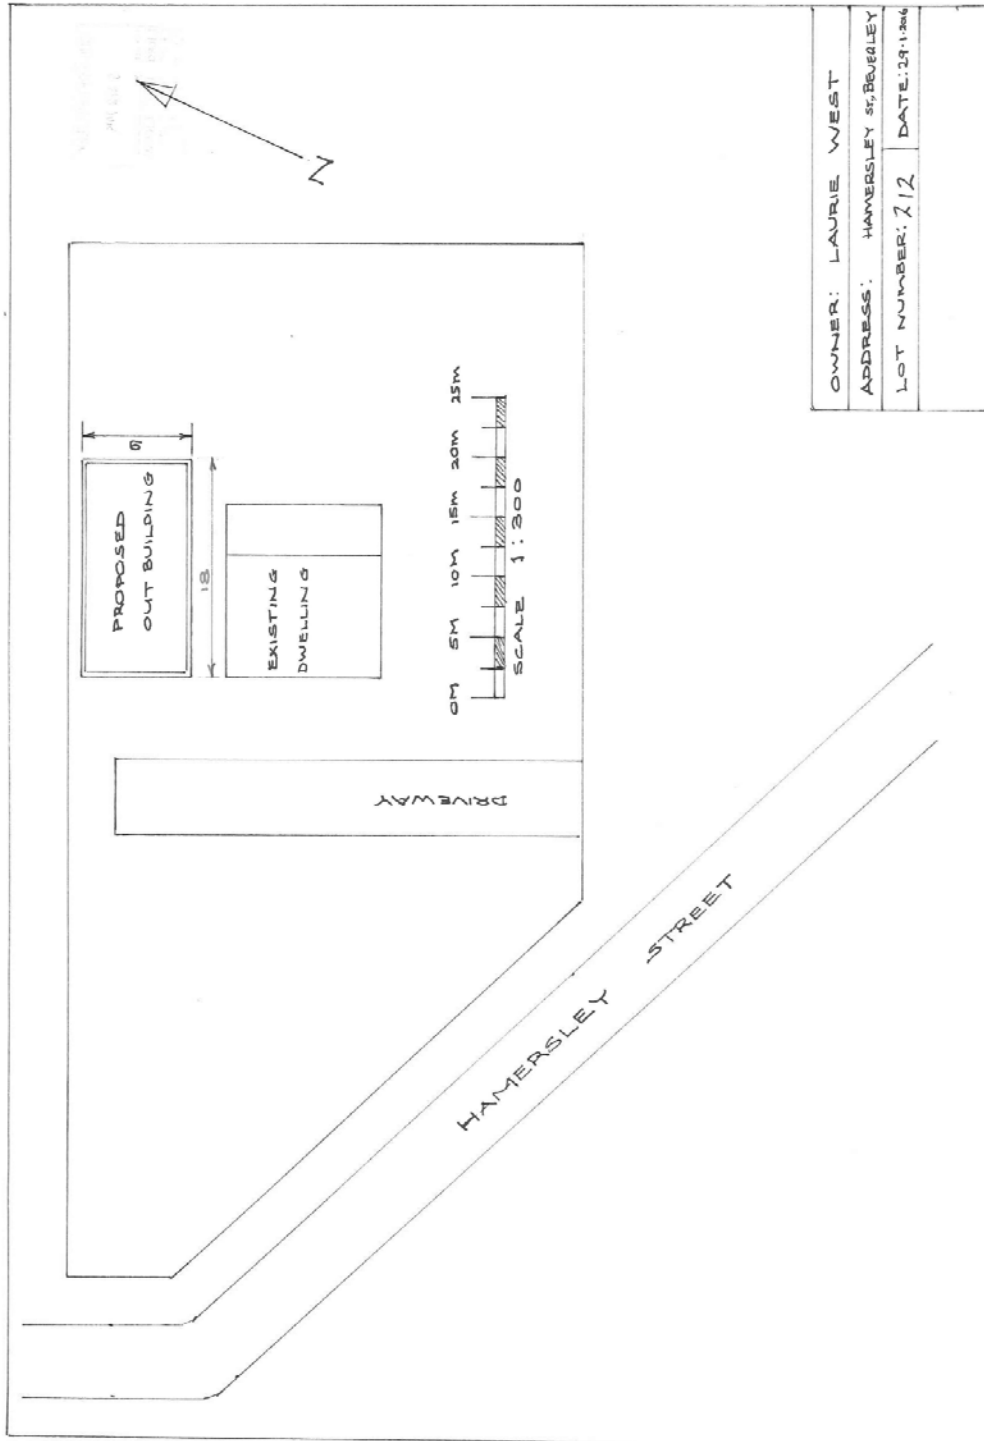 N
PROPOSED
OUT BUILDING
9
18
EXISTING
DWELLING
0M 5M 10M 15M 20M 25M
SCALE 1:300
DRIVEWAY
HAMERSLEY STREET
OWNER: LAURIE WEST
ADDRESS: HAMERSLEY ST, BEVERLEY
LOT NUMBER: 212 DATE: 29.1.2016